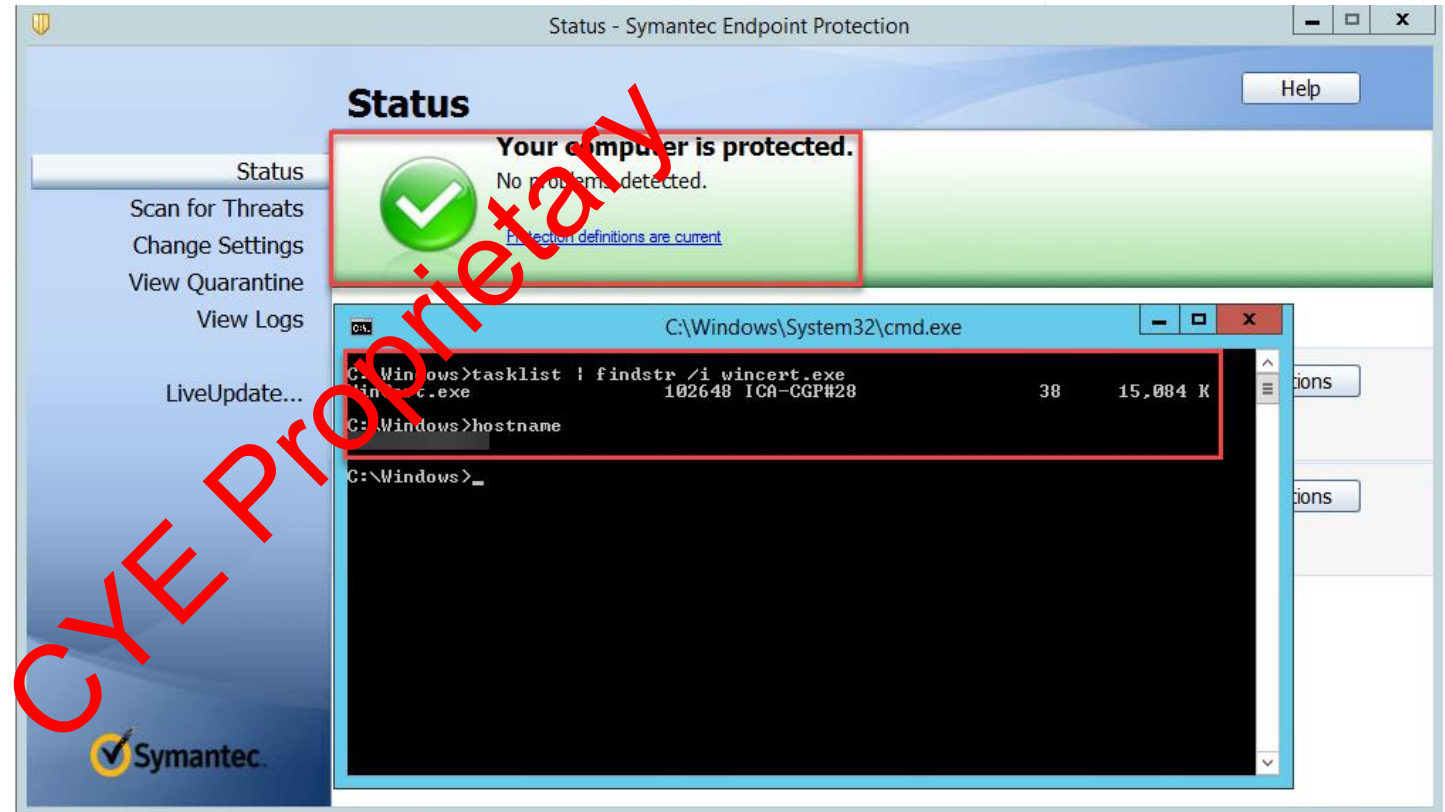 Status - Symantec Endpoint Protection
Status
Help
Your computer is protected.
No problems detected.
Protection definitions are current
Status
Scan for Threats
Change Settings
View Quarantine
View Logs
LiveUpdate...
C:\Windows\System32\cmd.exe
C:\Windows>tasklist | findstr /i wincert.exe
wincert.exe 102648 ICA-CGP#28 38 15,084 K
C:\Windows>hostname
C:\Windows>_
tions
tions
Symantec.
CYE Proprietary